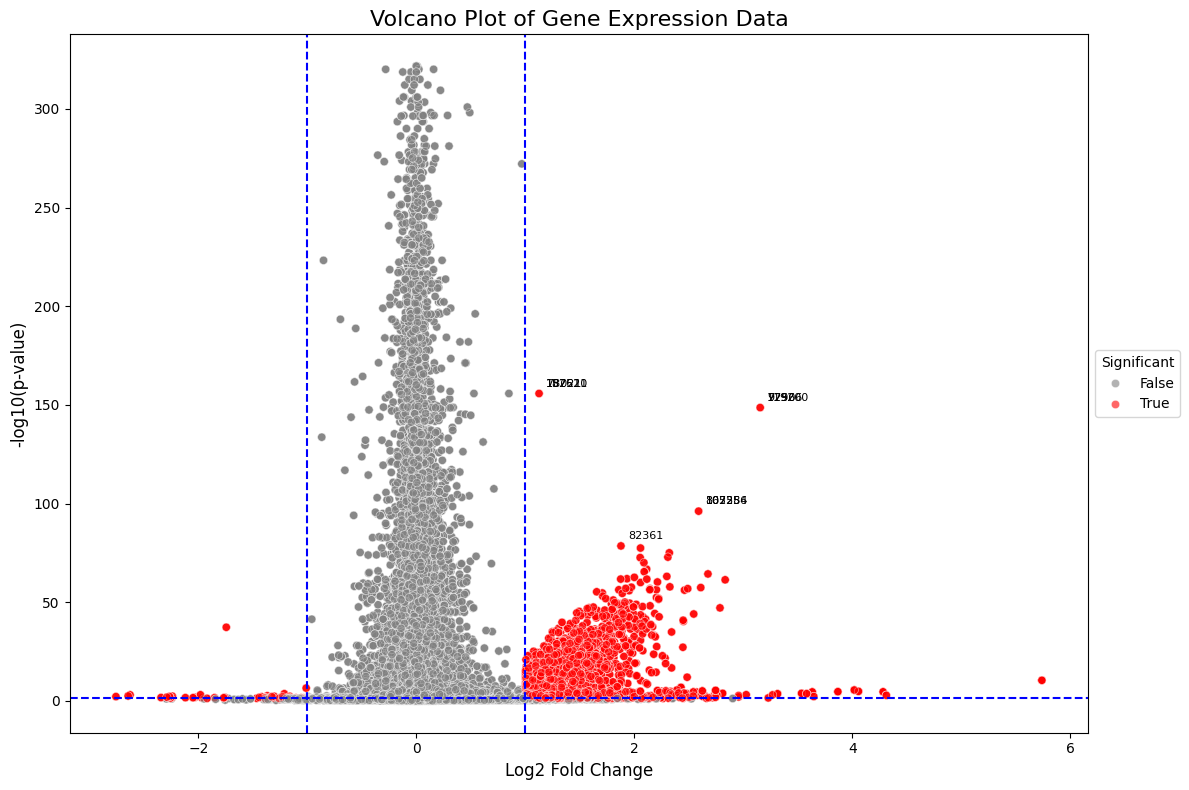 Volcano Plot of Gene Expression Data
-log10(p-value)
300
250
200
150
100
50
0
82361
Significant
False
True
−2
0
2
4
6
Log2 Fold Change